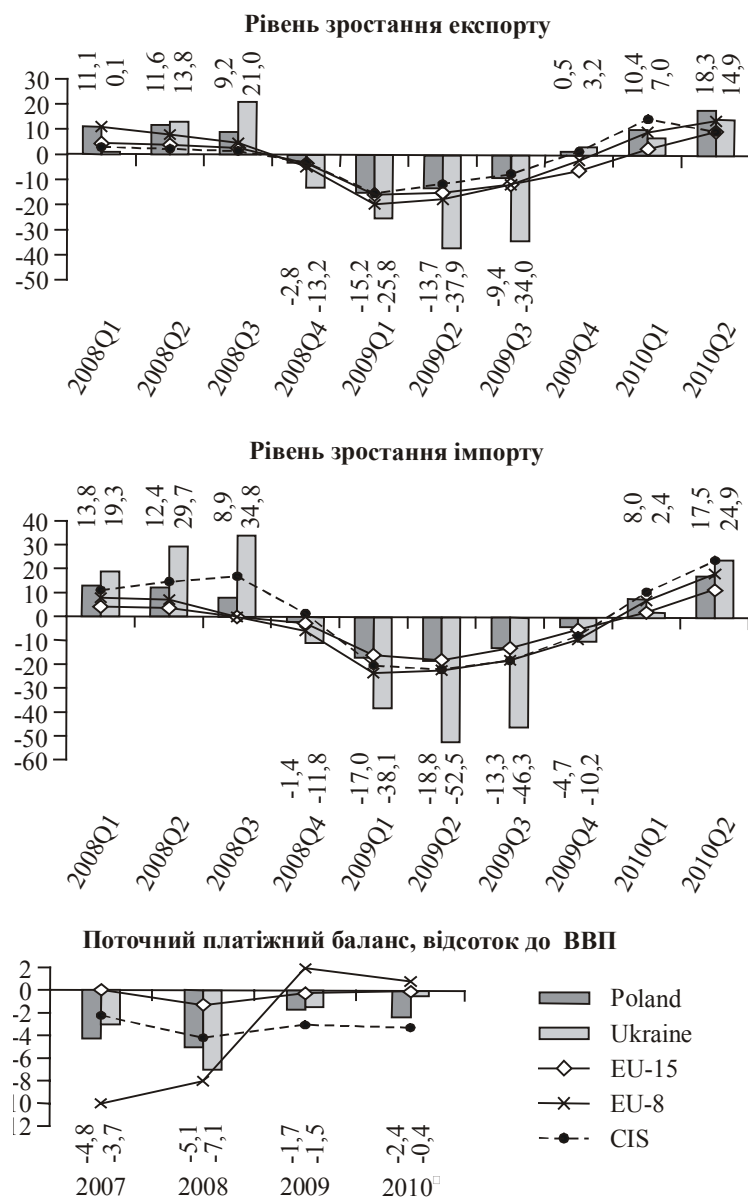 Рівень зростання експорту
11,1 0,1 11,6 13,8 9,2 21,0 0,5 3,2 10,4 7,0 18,3 14,9
30
20
10
0
-10
-20
-30
-40
-50
-2,8 -13,2 -15,2 -25,8 -13,7 -37,9 -9,4 -34,0
2008Q1 2008Q2 2008Q3 2008Q4 2009Q1 2009Q2 2009Q3 2009Q4 2010Q1 2010Q2
Рівень зростання імпорту
13,8 19,3 12,4 29,7 8,9 34,8 8,0 2,4 17,5 24,9
40
30
20
10
0
-10
-20
-30
-40
-50
-60
-1,4 -11,8 -17,0 -38,1 -18,8 -52,5 -13,3 -46,3 -4,7 -10,2
2008Q1 2008Q2 2008Q3 2008Q4 2009Q1 2009Q2 2009Q3 2009Q4 2010Q1 2010Q2
Поточний платіжний баланс, відсоток до ВВП
2
0
-2
-4
-6
-8
-4,8 -3,7 -5,1 -7,1 -1,7 -1,5 -2,4 -0,4
2007 2008 2009 2010
Poland
Ukraine
EU-15
EU-8
CIS